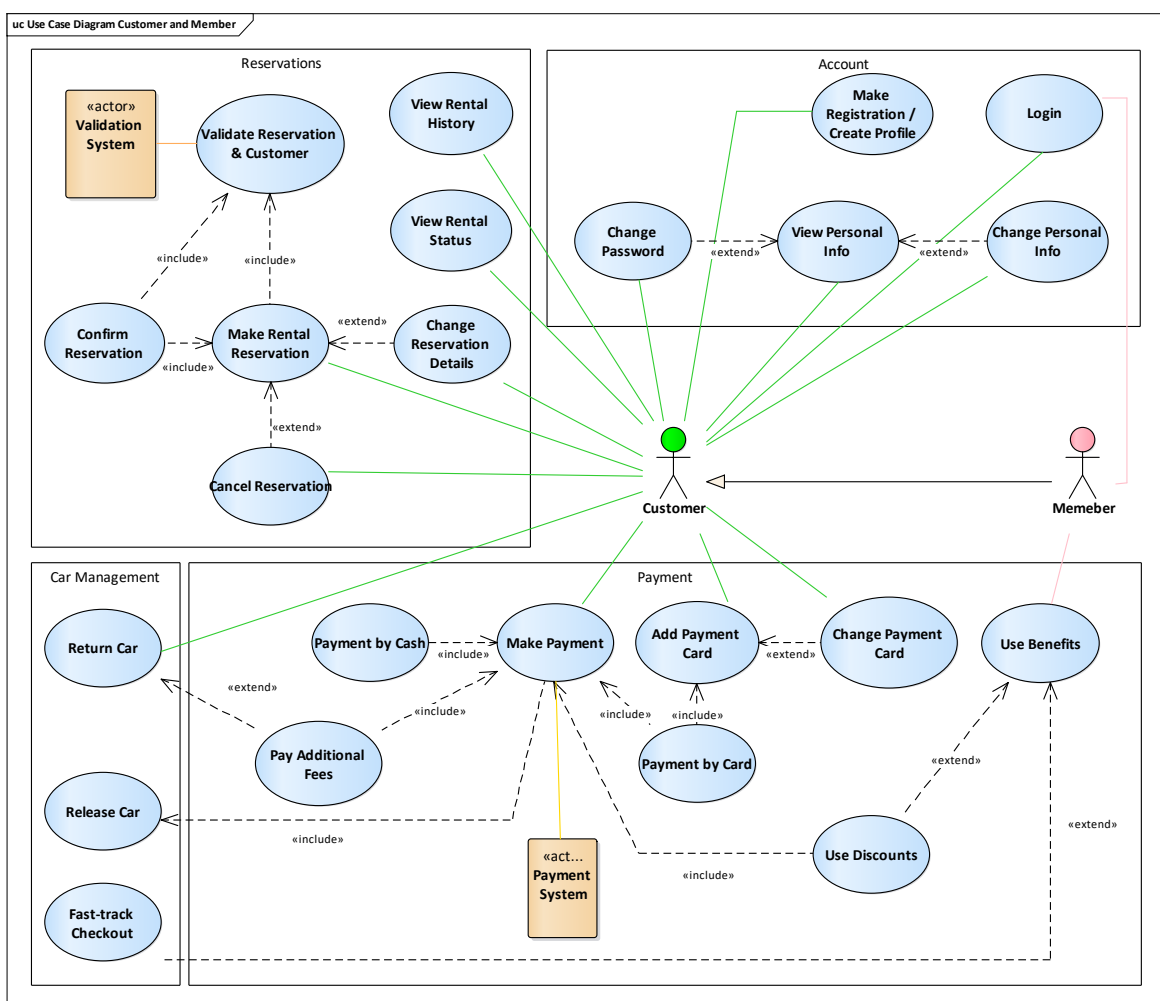 uc Use Case Diagram Customer and Member
Reservations
«actor»
Validation
System
Validate Reservation
& Customer
View Rental
History
View Rental
Status
«include»
«include»
Confirm
Reservation
«include»
Make Rental
Reservation
«extend»
Change
Reservation
Details
«extend»
Cancel Reservation
Account
Make
Registration /
Create Profile
Login
Change
Password
«extend»
View Personal
Info
«extend»
Change Personal
Info
Customer
Memeber
Car Management
Return Car
Release Car
Fast-track
Checkout
Payment
Payment by Cash
«include»
Make Payment
Add Payment
Card
«extend»
Change Payment
Card
Use Benefits
«extend»
«include»
«include»
«include»
Pay Additional
Fees
Payment by Card
«extend»
«include»
«extend»
«act...
Payment
System
Use Discounts
«include»